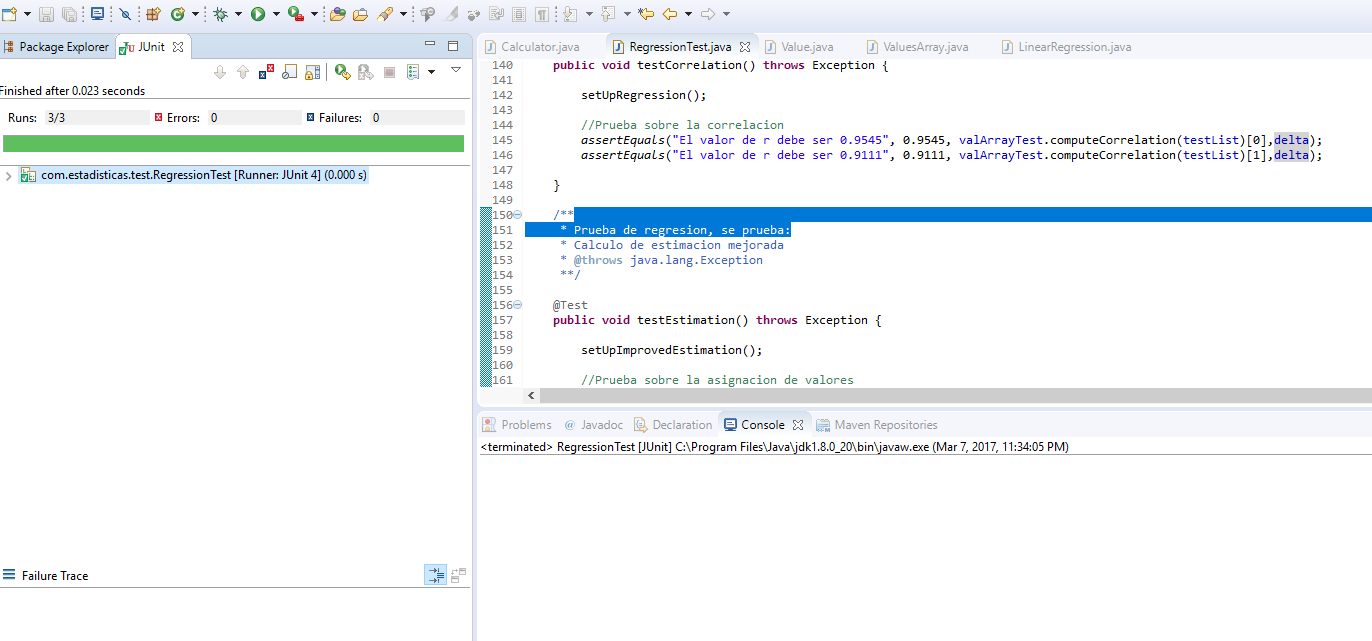 Package Explorer JUnit
Finished after 0.023 seconds
Runs: 3/3 Errors: 0 Failures: 0
com.estadisticas.test.RegressionTest [Runner: JUnit 4] (0.000 s)
Failure Trace
Calculator.java RegressionTest.java Value.java ValuesArray.java LinearRegression.java
140 public void testCorrelation() throws Exception {
141
142 setUpRegression();
143
144 //Prueba sobre la correlacion
145 assertEquals("El valor de r debe ser 0.9545", 0.9545, valArrayTest.computeCorrelation(testList)[0],delta);
146 assertEquals("El valor de r debe ser 0.9111", 0.9111, valArrayTest.computeCorrelation(testList)[1],delta);
147
148 }
149
150 /**
151 * Prueba de regresion, se prueba:
152 * Calculo de estimacion mejorada
153 * @throws java.lang.Exception
154 **/
155
156 @Test
157 public void testEstimation() throws Exception {
158
159 setUpImprovedEstimation();
160
161 //Prueba sobre la asignacion de valores
Problems @ Javadoc Declaration Console Maven Repositories
<terminated> RegressionTest [JUnit] C:\Program Files\Java\jdk1.8.0_20\bin\javaw.exe (Mar 7, 2017, 11:34:05 PM)